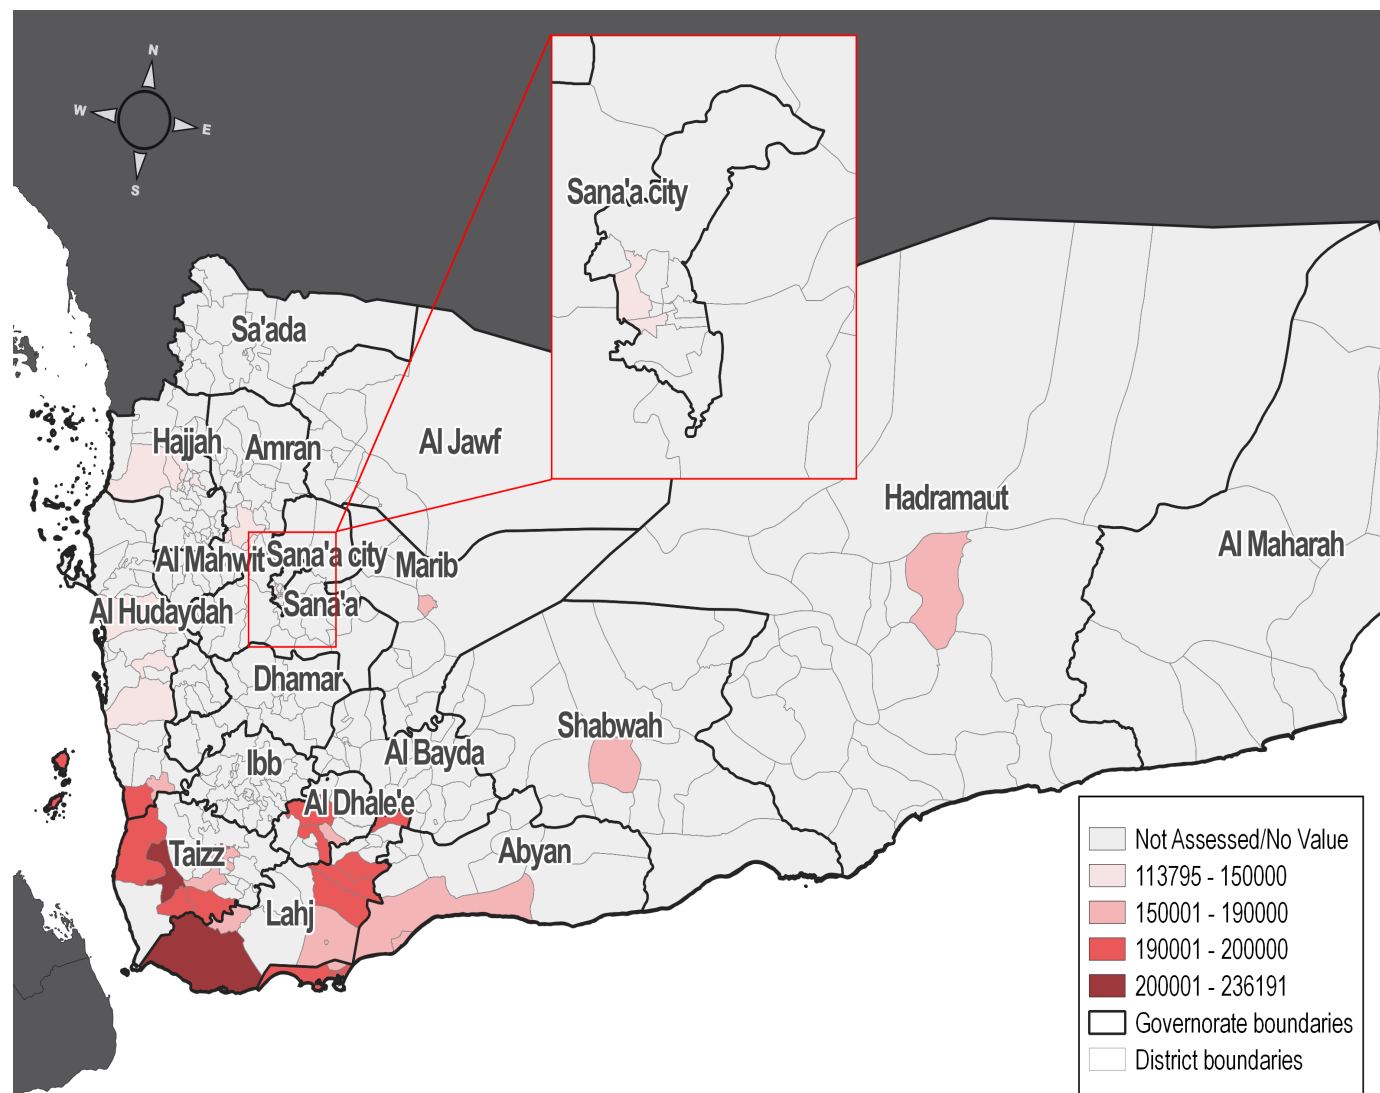 N
W
E
S
Sana'a city
Sa'ada
Hajjah
Amran
Al Jawf
Hadramaut
Al Mahwit
Sana'a city
Marib
Al Maharah
Al Hudaydah
Sana'a
Dhamar
Shabwah
Ibb
Al Bayda
Al Dhale'e
Taizz
Abyan
Lahj
Not Assessed/No Value
113795 - 150000
150001 - 190000
190001 - 200000
200001 - 236191
Governorate boundaries
District boundaries